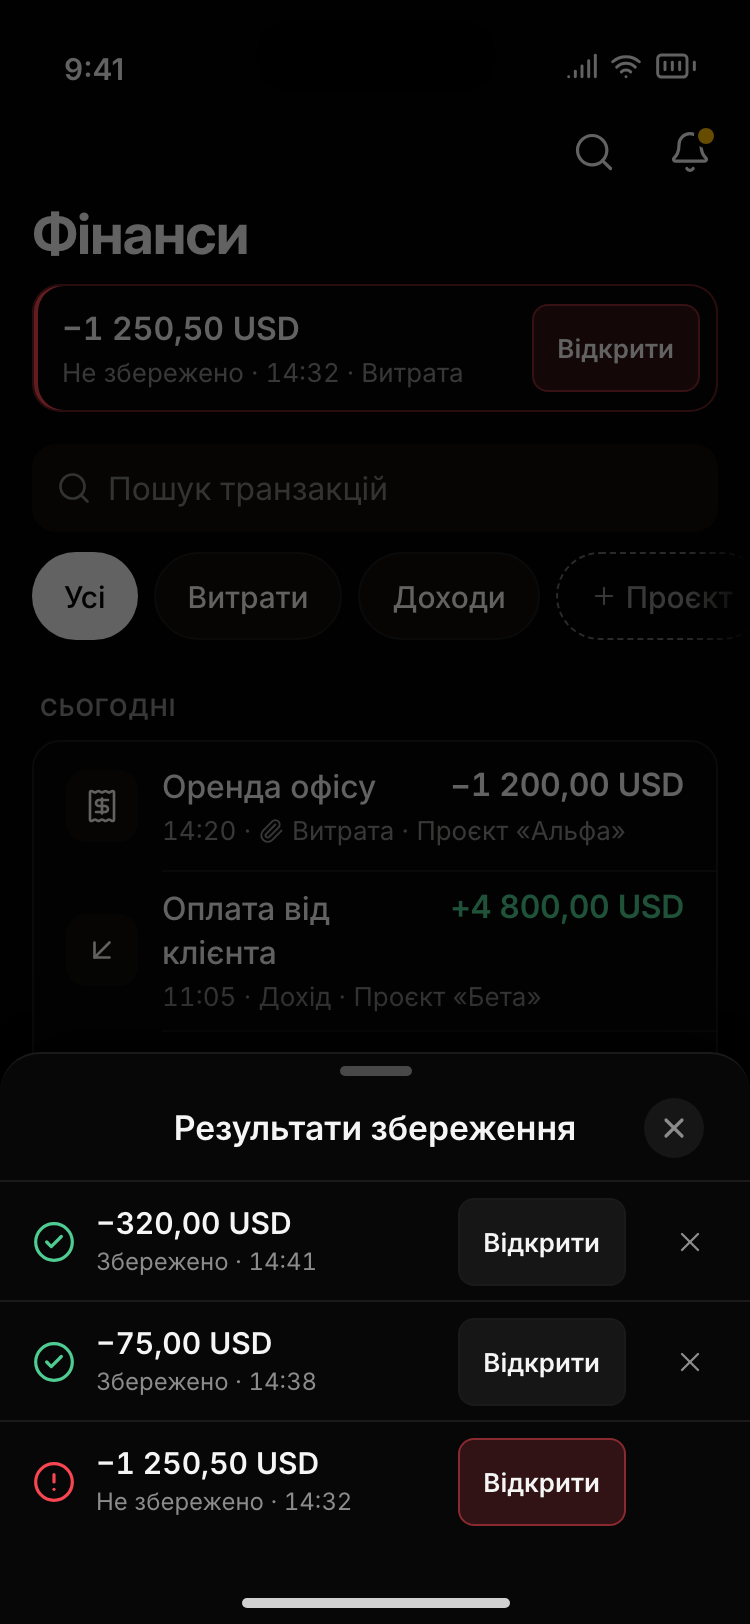 9:41
Фінанси
−1 250,50 USD
Не збережено · 14:32 · Витрата
Відкрити
Пошук транзакцій
Усі
Витрати
Доходи
+ Проєкт
СЬОГОДНІ
Оренда офісу
−1 200,00 USD
14:20 · Витрата · Проєкт «Альфа»
Оплата від
клієнта
+4 800,00 USD
11:05 · Дохід · Проєкт «Бета»
Результати збереження
−320,00 USD
Збережено · 14:41
Відкрити
−75,00 USD
Збережено · 14:38
Відкрити
−1 250,50 USD
Не збережено · 14:32
Відкрити